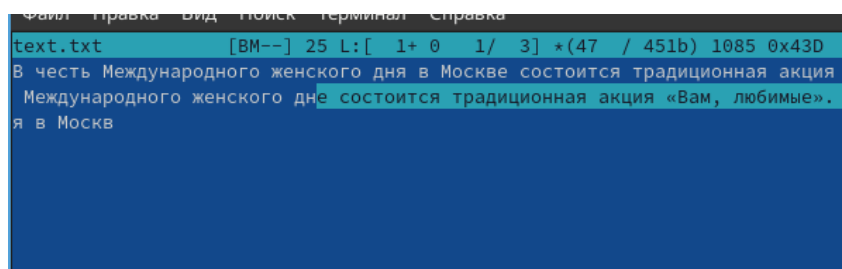 Файл Правка Вид Поиск Терминал Справка
text.txt [BM--] 25 L:[ 1+ 0 1/ 3] *(47 / 451b) 1085 0x43D
В честь Международного женского дня в Москве состоится традиционная акция
Международного женского дне состоится традиционная акция «Вам, любимые».
я в Москв